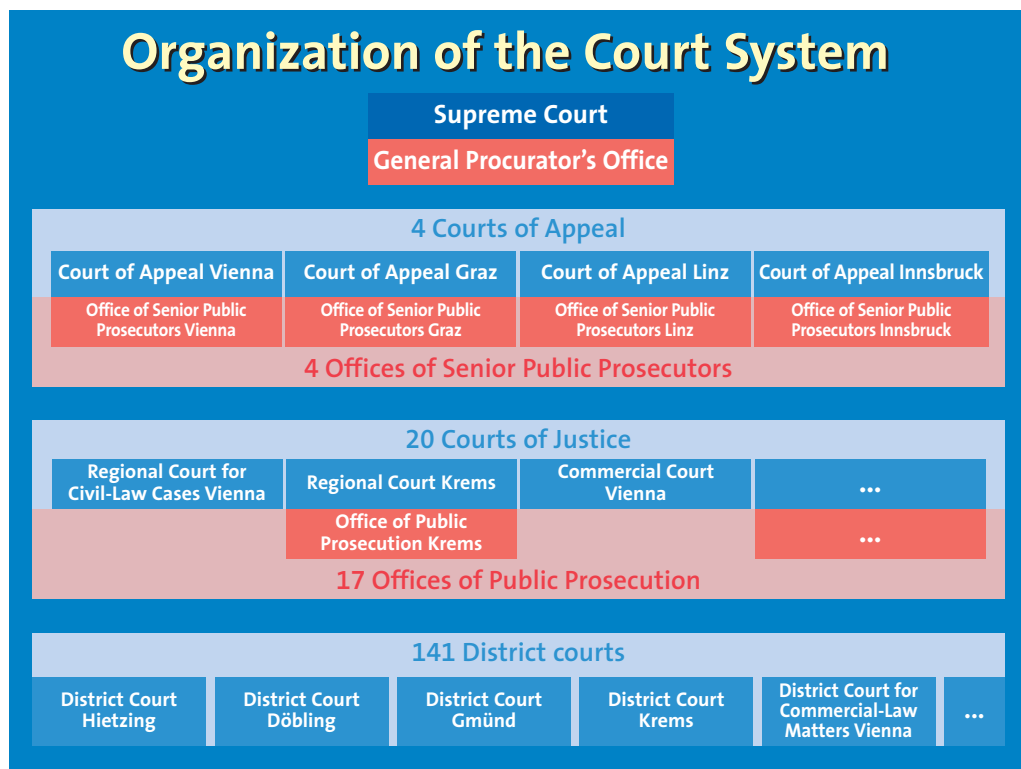 Organization of the Court System
Supreme Court
General Procurator’s Office
4 Courts of Appeal
Court of Appeal Vienna
Court of Appeal Graz
Court of Appeal Linz
Court of Appeal Innsbruck
Office of Senior Public
Prosecutors Vienna
Office of Senior Public
Prosecutors Graz
Office of Senior Public
Prosecutors Linz
Office of Senior Public
Prosecutors Innsbruck
4 Offices of Senior Public Prosecutors
20 Courts of Justice
Regional Court for
Civil-Law Cases Vienna
Regional Court Krems
Commercial Court
Vienna
...
Office of Public
Prosecution Krems
...
17 Offices of Public Prosecution
141 District courts
District Court
Hietzing
District Court
Döbling
District Court
Gmünd
District Court
Krems
District Court for
Commercial-Law
Matters Vienna
...